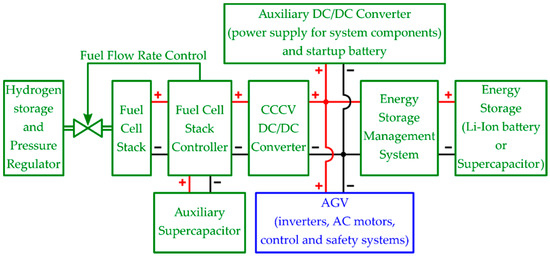 Auxiliary DC/DC Converter
(power supply for system components)
and startup battery
Fuel Flow Rate Control
+ −
Hydrogen
storage
and
Pressure
Regulator
Fuel
Cell
Stack
+
−
Fuel Cell
Stack
Controller
+
−
CCCV
DC/DC
Converter
+
−
Energy
Storage
Management
System
+
−
Energy
Storage
(Li-Ion battery
or
Supercapacitor)
+ −
Auxiliary
Supercapacitor
+ −
AGV
(inverters, AC motors,
control and safety systems)